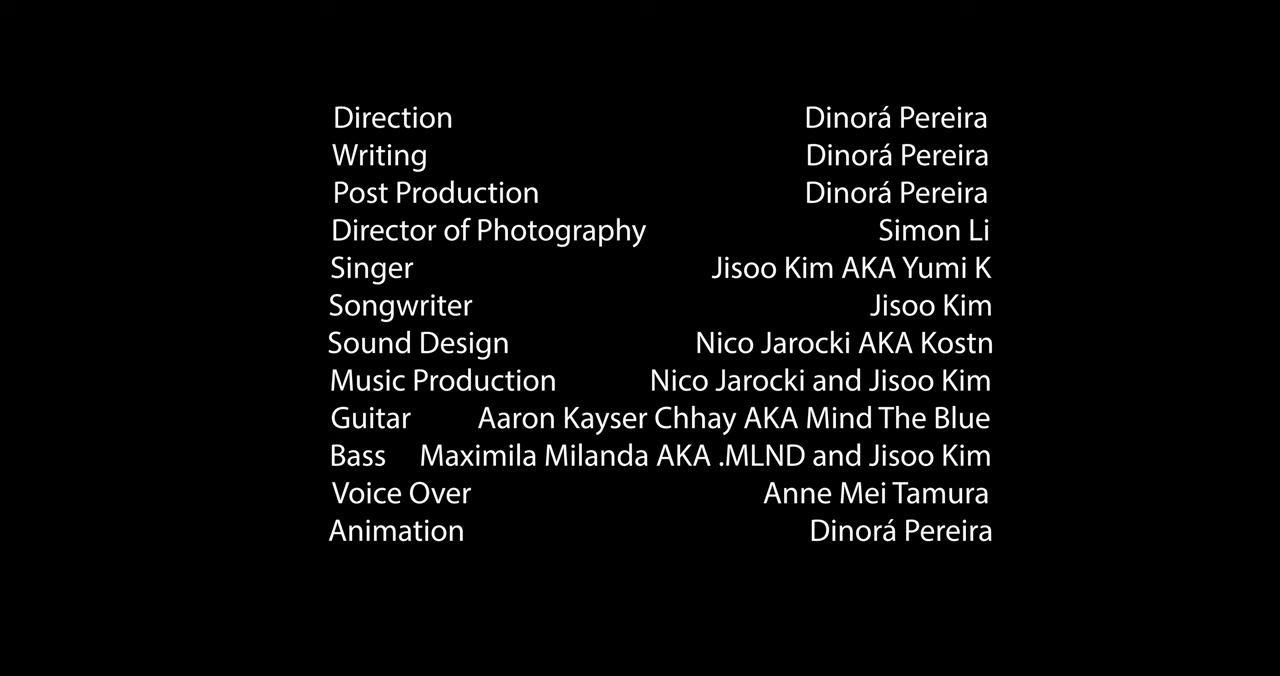 Direction Dinorá Pereira
Writing Dinorá Pereira
Post Production Dinorá Pereira
Director of Photography Simon Li
Singer Jisoo Kim AKA Yumi K
Songwriter Jisoo Kim
Sound Design Nico Jarocki AKA Kostn
Music Production Nico Jarocki and Jisoo Kim
Guitar Aaron Kayser Chhay AKA Mind The Blue
Bass Maximila Milanda AKA .MLND and Jisoo Kim
Voice Over Anne Mei Tamura
Animation Dinorá Pereira